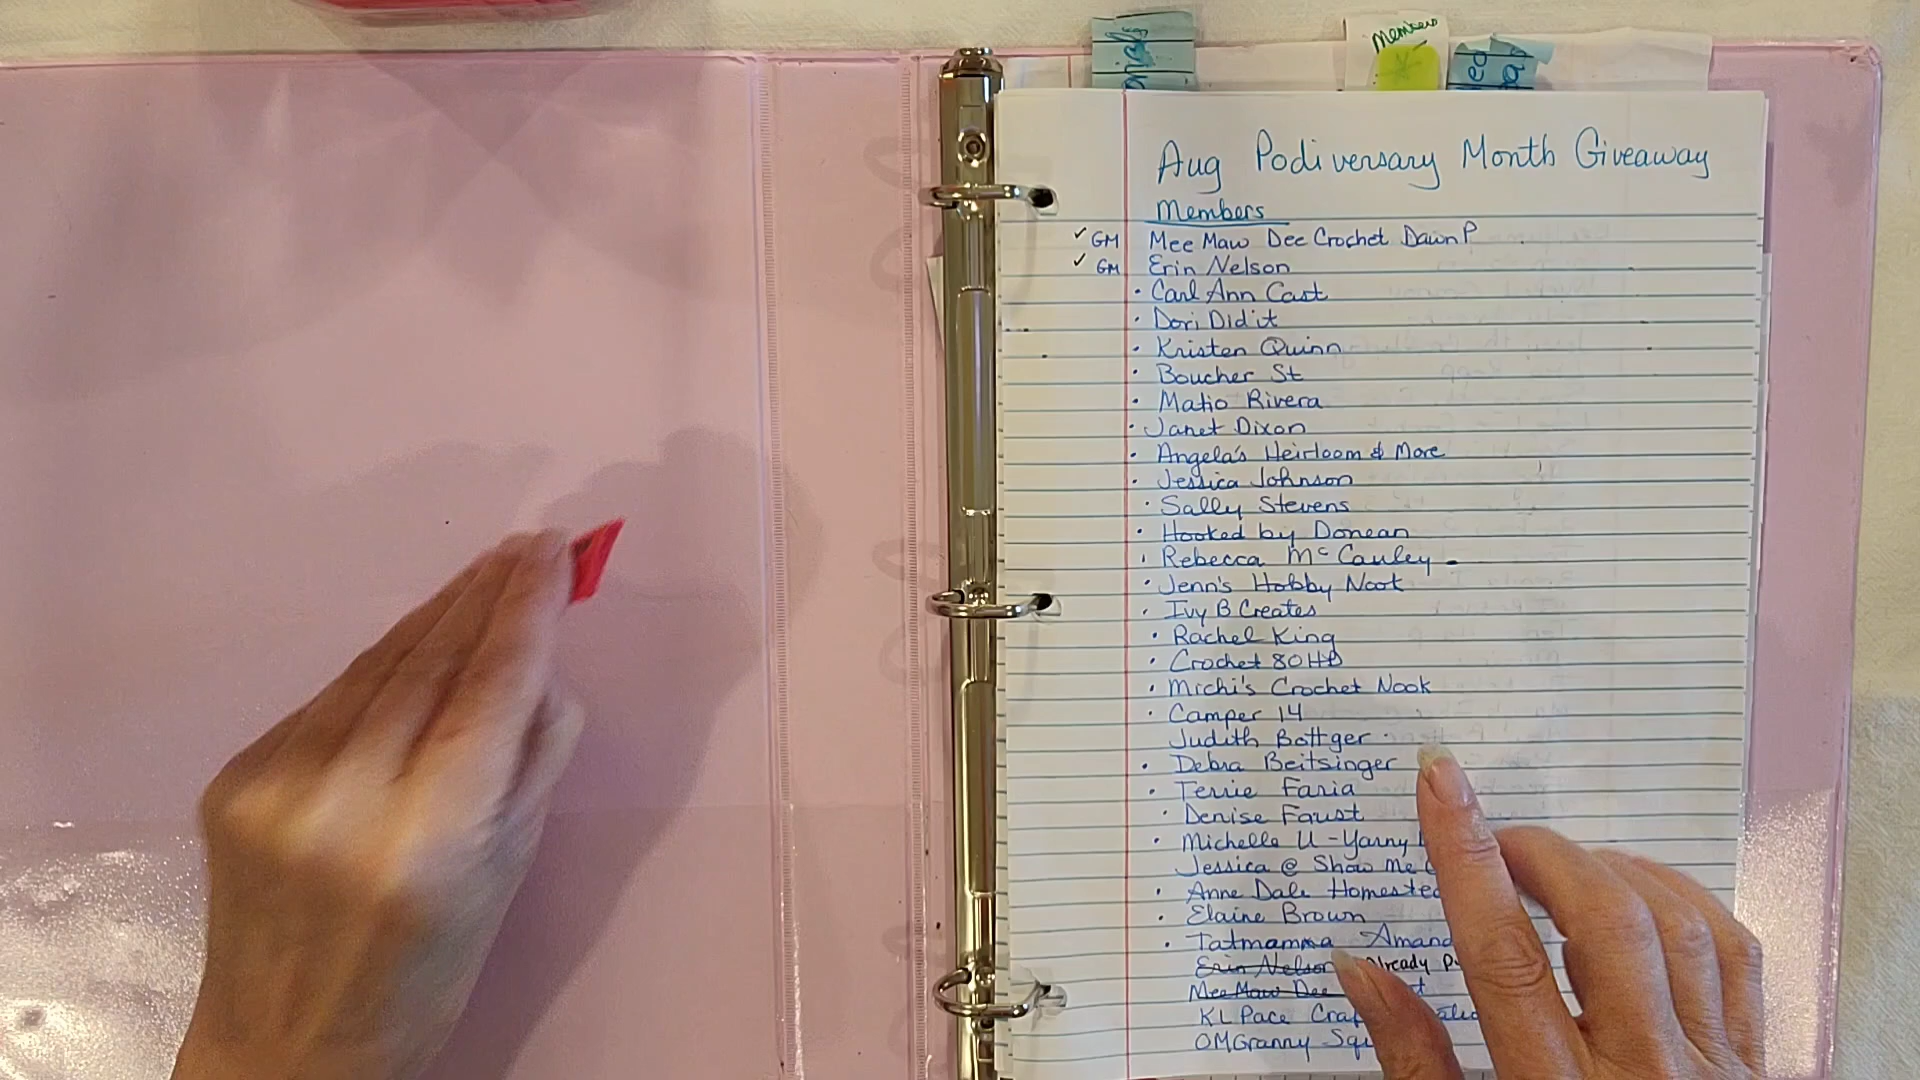 Members
Aug Podiversary Month Giveaway
Members
✓ GM Mee Maw Dee Crochet Dawn P
✓ GM Erin Nelson
• Carl Ann Cast
• Dori Did it
• Kristen Quinn
• Boucher St
• Matio Rivera
• Janet Dixon
• Angela's Heirloom & More
• Jessica Johnson
• Sally Stevens
• Hooked by Donean
• Rebecca McCauley -
• Jenn's Hobby Nook
• Ivy B Creates
• Rachel King
• Crochet 80HD
• Michi's Crochet Nook
• Camper 14
Judith Bottger
• Debra Beitsinger
• Terrie Faria
• Denise Faust
• Michelle U - Yarny
Jessica @ Show Me
• Anne Dale Homestea
• Elaine Brown
• Tatmamma Amand
Erin Nelson Already
Mee Maw Dee
KL Pace
OMGranny